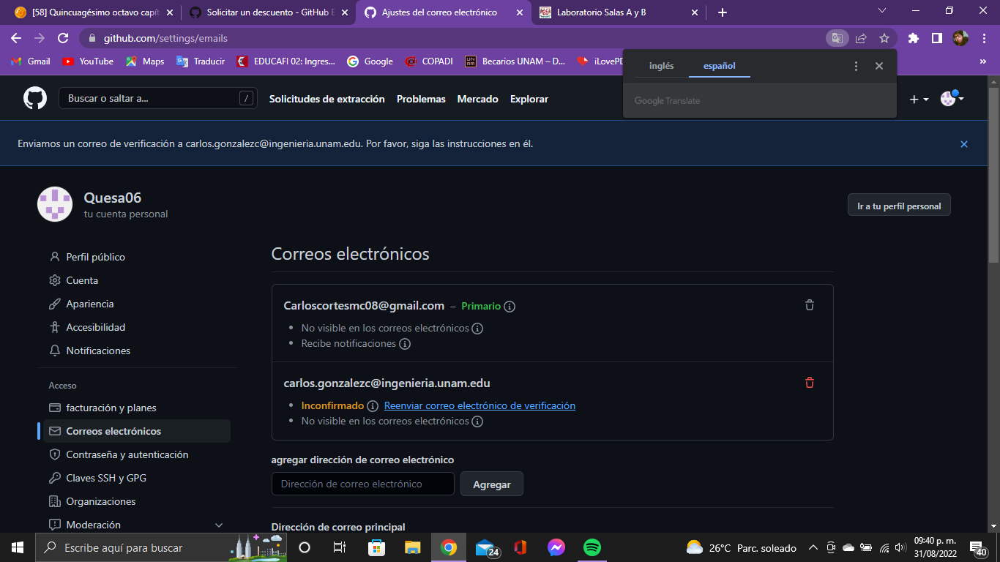 [58] Quincuagésimo octavo capít
Solicitar un descuento - GitHub E
Ajustes del correo electrónico
Laboratorio Salas A y B
github.com/settings/emails
Gmail
YouTube
Maps
Traducir
EDUCAFI 02: Ingres...
Google
COPADI
Becarios UNAM – D...
iLovePD
»
inglés
español
Google Translate
Buscar o saltar a...
/
Solicitudes de extracción
Problemas
Mercado
Explorar
Enviamos un correo de verificación a carlos.gonzalezc@ingenieria.unam.edu. Por favor, siga las instrucciones en él.
Quesa06
tu cuenta personal
Ir a tu perfil personal
Perfil público
Cuenta
Apariencia
Accesibilidad
Notificaciones
Acceso
facturación y planes
Correos electrónicos
Contraseña y autenticación
Claves SSH y GPG
Organizaciones
Moderación
Correos electrónicos
Carloscortesmc08@gmail.com – Primario
No visible en los correos electrónicos
Recibe notificaciones
carlos.gonzalezc@ingenieria.unam.edu
Inconfirmado Reenviar correo electrónico de verificación
No visible en los correos electrónicos
agregar dirección de correo electrónico
Dirección de correo electrónico
Agregar
Dirección de correo principal
Escribe aquí para buscar
24
26°C Parc. soleado
09:40 p. m.
31/08/2022
40